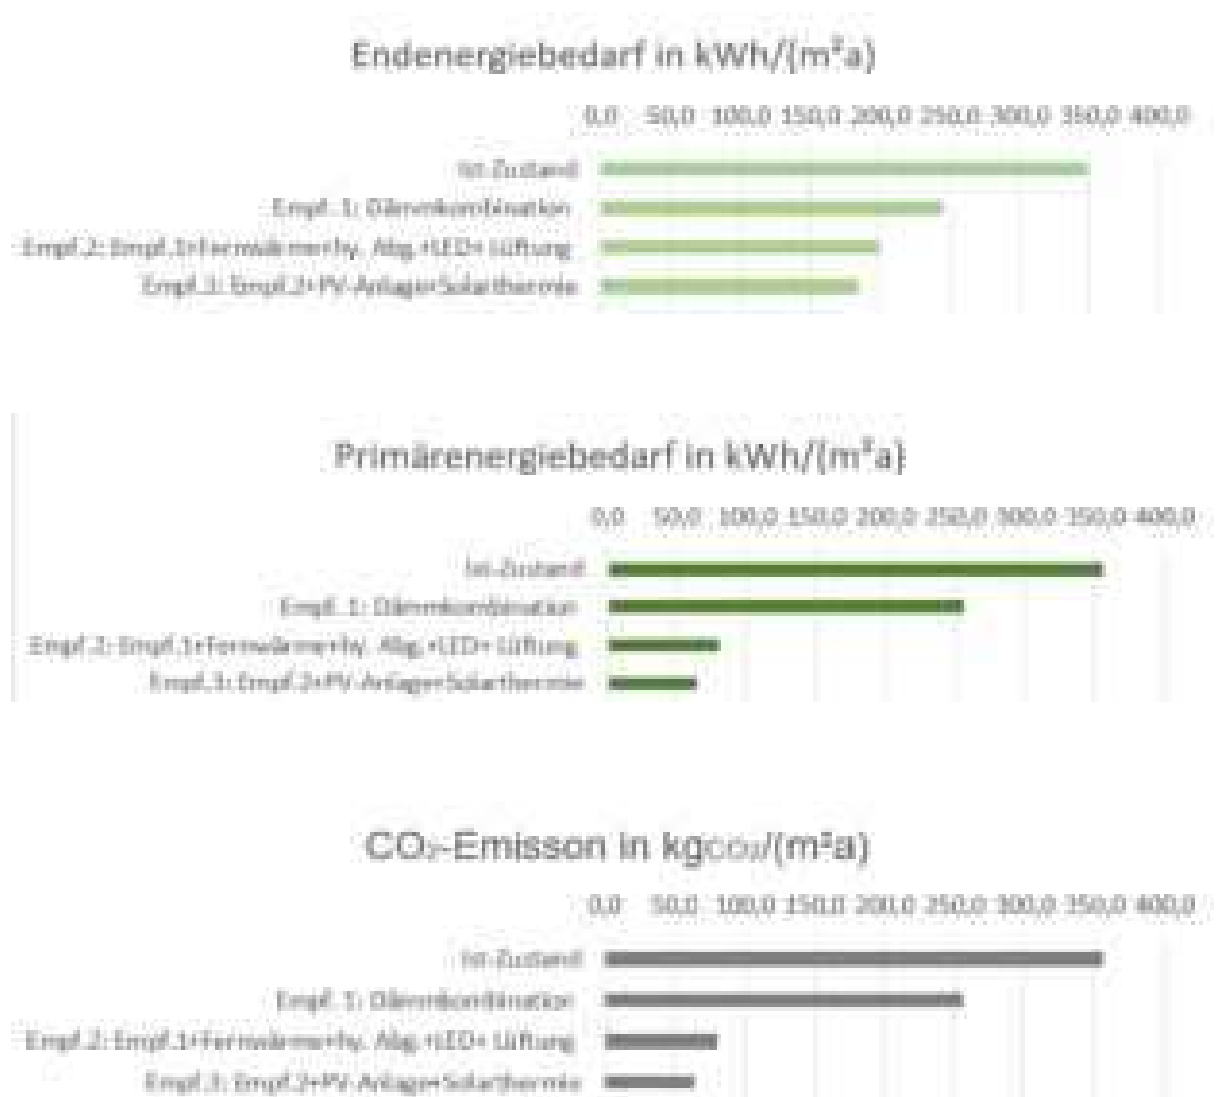 Endenergiebedarf in kWh/(m²a)
0,0 50,0 100,0 150,0 200,0 250,0 300,0 350,0 400,0
Ist-Zustand
Empf. 1: Dämmkombination
Empf.2: Empf.1+Fernwärme+hy. Abg.+LED+ Lüftung
Empf.3: Empf.2+PV-Anlage+Solarthermie
Primärenergiebedarf in kWh/(m²a)
0,0 50,0 100,0 150,0 200,0 250,0 300,0 350,0 400,0
Ist-Zustand
Empf. 1: Dämmkombination
Empf.2: Empf.1+Fernwärme+hy. Abg.+LED+ Lüftung
Empf.3: Empf.2+PV-Anlage+Solarthermie
CO₂-Emisson in kgCO₂/(m²a)
0,0 50,0 100,0 150,0 200,0 250,0 300,0 350,0 400,0
Ist-Zustand
Empf. 1: Dämmkombination
Empf.2: Empf.1+Fernwärme+hy. Abg.+LED+ Lüftung
Empf.3: Empf.2+PV-Anlage+Solarthermie